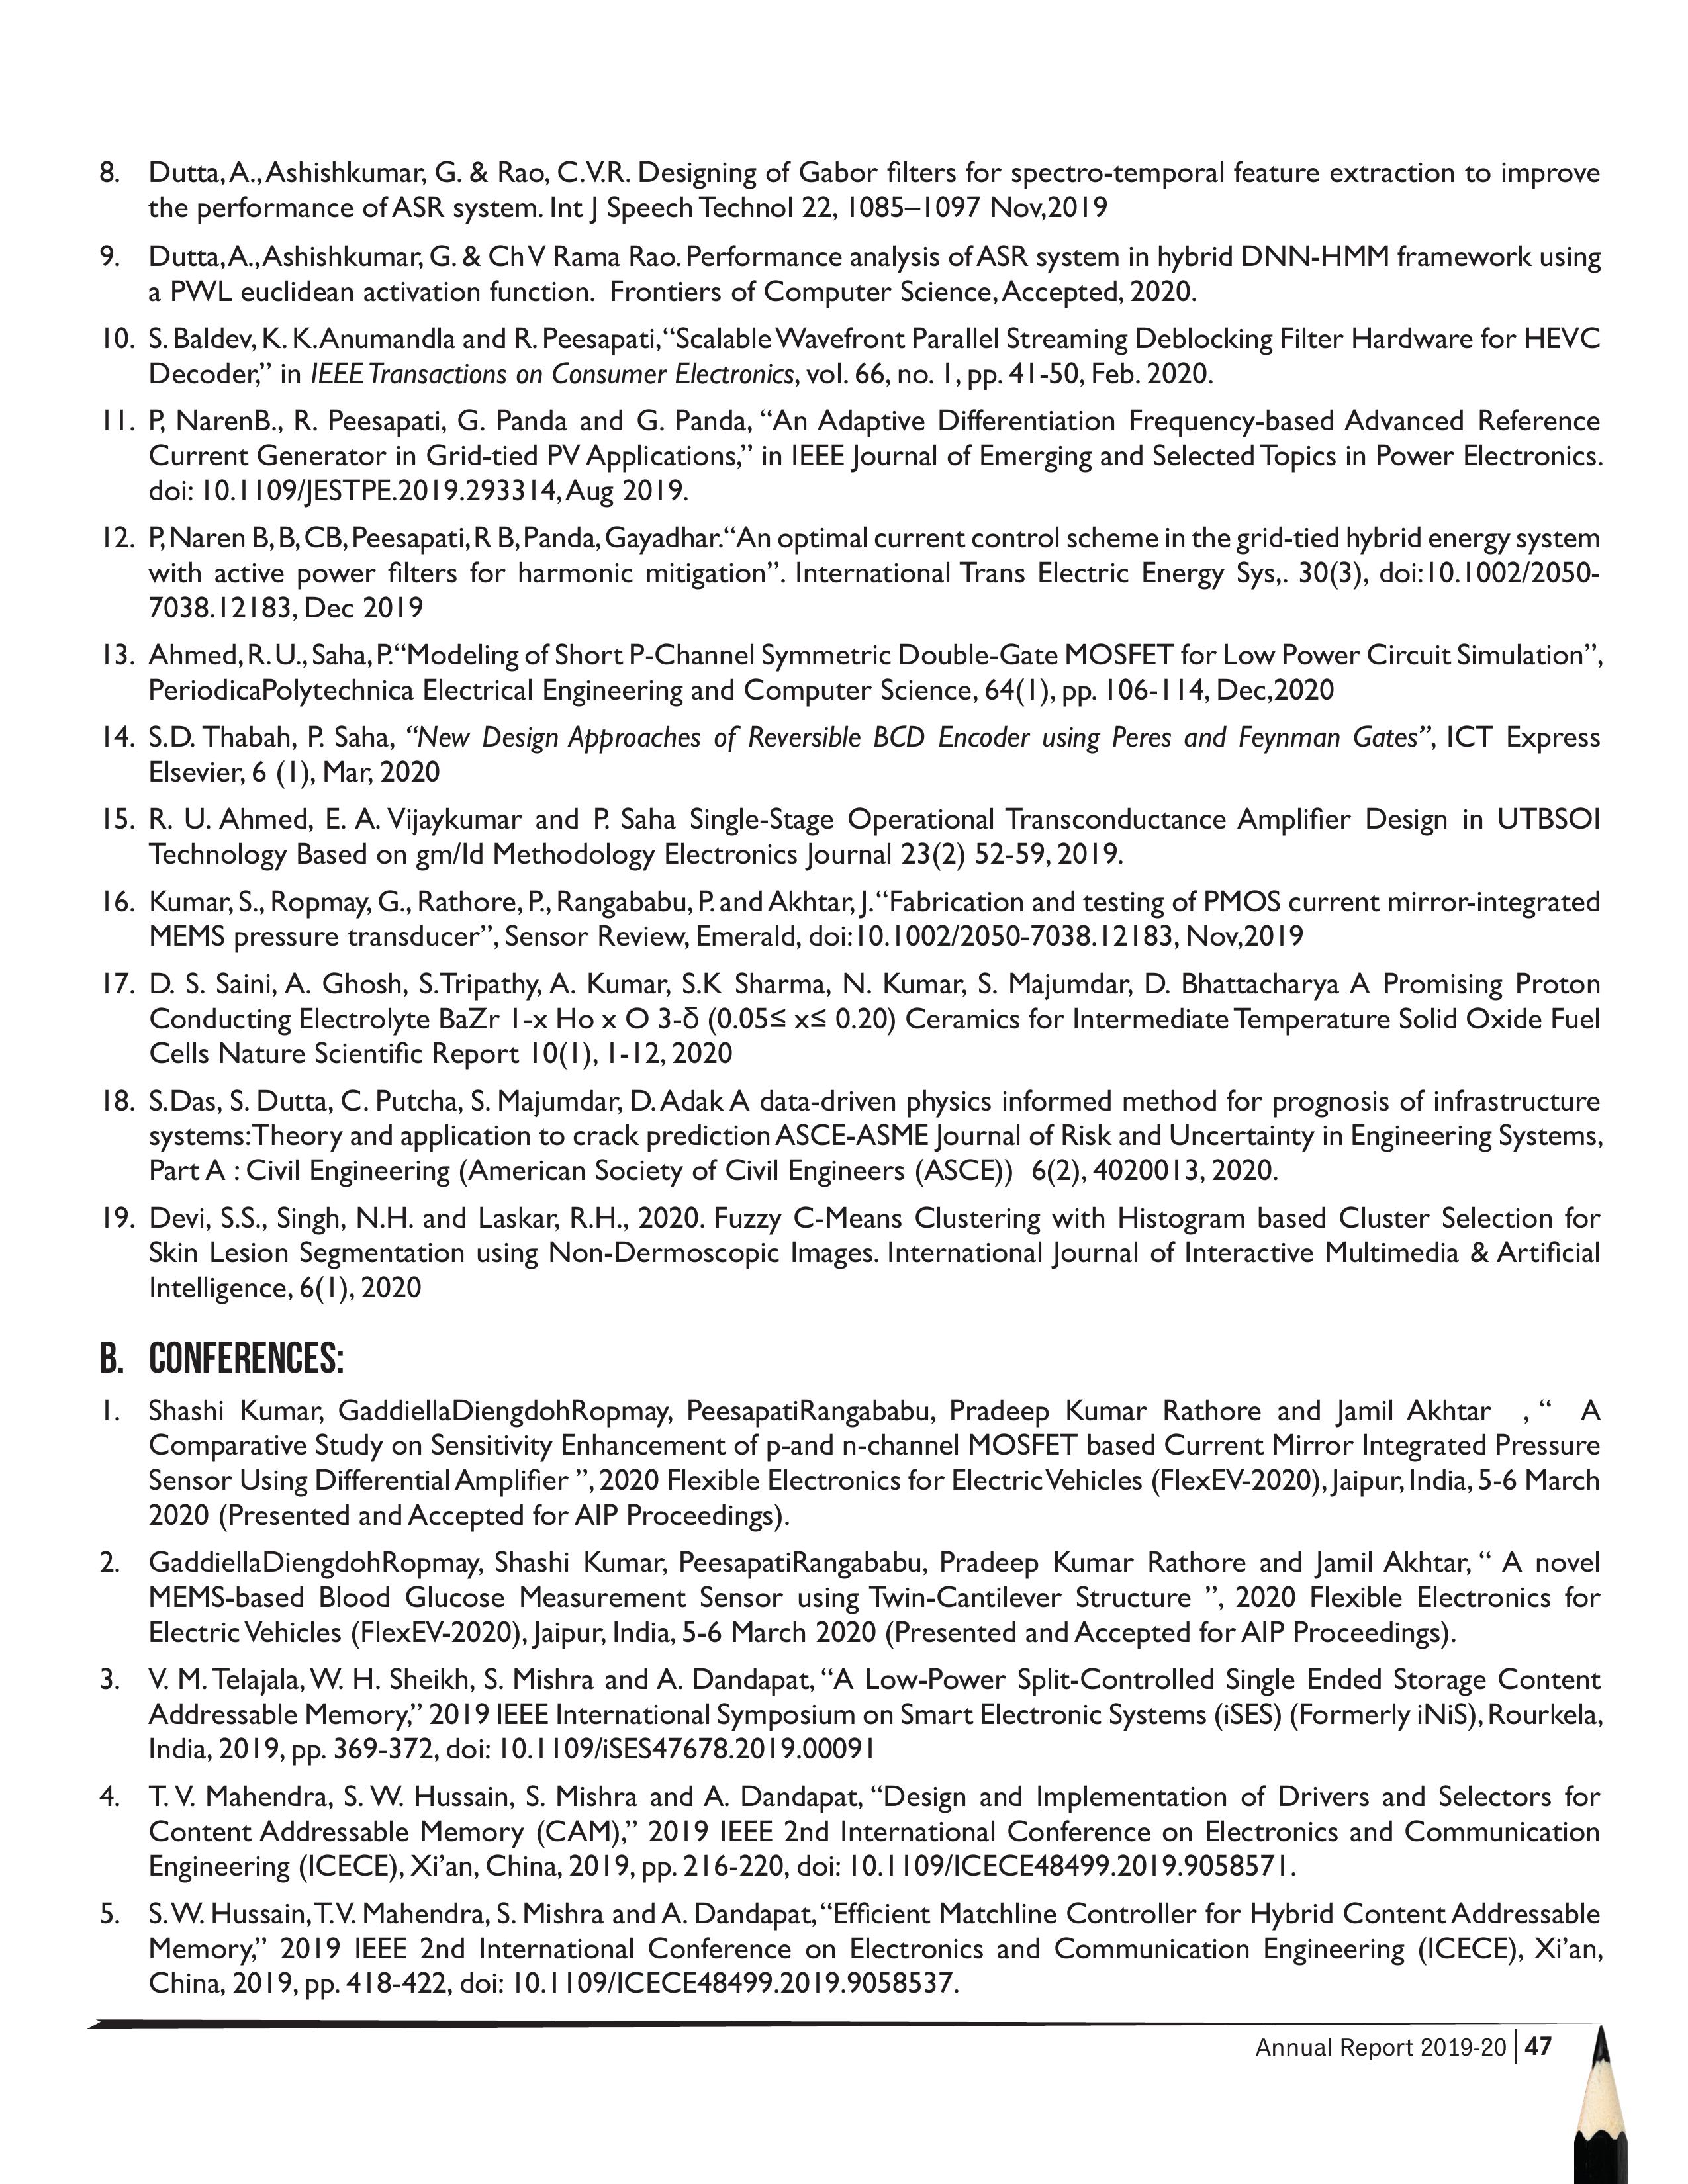 8. Dutta, A., Ashishkumar, G. & Rao, C.V.R. Designing of Gabor filters for spectro-temporal feature extraction to improve
the performance of ASR system. Int J Speech Technol 22, 1085–1097 Nov,2019
9. Dutta, A., Ashishkumar, G. & Ch V Rama Rao. Performance analysis of ASR system in hybrid DNN-HMM framework using
a PWL euclidean activation function. Frontiers of Computer Science, Accepted, 2020.
10. S. Baldev, K. K. Anumandla and R. Peesapati, “Scalable Wavefront Parallel Streaming Deblocking Filter Hardware for HEVC
Decoder,” in IEEE Transactions on Consumer Electronics, vol. 66, no. 1, pp. 41-50, Feb. 2020.
11. P, NarenB., R. Peesapati, G. Panda and G. Panda, “An Adaptive Differentiation Frequency-based Advanced Reference
Current Generator in Grid-tied PV Applications,” in IEEE Journal of Emerging and Selected Topics in Power Electronics.
doi: 10.1109/JESTPE.2019.293314, Aug 2019.
12. P, Naren B, B, CB, Peesapati, R B, Panda, Gayadhar. “An optimal current control scheme in the grid-tied hybrid energy system
with active power filters for harmonic mitigation”. International Trans Electric Energy Sys,. 30(3), doi:10.1002/2050-
7038.12183, Dec 2019
13. Ahmed, R. U., Saha, P. “Modeling of Short P-Channel Symmetric Double-Gate MOSFET for Low Power Circuit Simulation”,
PeriodicaPolytechnica Electrical Engineering and Computer Science, 64(1), pp. 106-114, Dec,2020
14. S.D. Thabah, P. Saha, “New Design Approaches of Reversible BCD Encoder using Peres and Feynman Gates”, ICT Express
Elsevier, 6 (1), Mar, 2020
15. R. U. Ahmed, E. A. Vijaykumar and P. Saha Single-Stage Operational Transconductance Amplifier Design in UTBSOI
Technology Based on gm/Id Methodology Electronics Journal 23(2) 52-59, 2019.
16. Kumar, S., Ropmay, G., Rathore, P., Rangababu, P. and Akhtar, J. “Fabrication and testing of PMOS current mirror-integrated
MEMS pressure transducer”, Sensor Review, Emerald, doi:10.1002/2050-7038.12183, Nov,2019
17. D. S. Saini, A. Ghosh, S.Tripathy, A. Kumar, S.K Sharma, N. Kumar, S. Majumdar, D. Bhattacharya A Promising Proton
Conducting Electrolyte BaZr 1-x Ho x O 3-δ (0.05≤ x≤ 0.20) Ceramics for Intermediate Temperature Solid Oxide Fuel
Cells Nature Scientific Report 10(1), 1-12, 2020
18. S.Das, S. Dutta, C. Putcha, S. Majumdar, D. Adak A data-driven physics informed method for prognosis of infrastructure
systems: Theory and application to crack prediction ASCE-ASME Journal of Risk and Uncertainty in Engineering Systems,
Part A : Civil Engineering (American Society of Civil Engineers (ASCE)) 6(2), 4020013, 2020.
19. Devi, S.S., Singh, N.H. and Laskar, R.H., 2020. Fuzzy C-Means Clustering with Histogram based Cluster Selection for
Skin Lesion Segmentation using Non-Dermoscopic Images. International Journal of Interactive Multimedia & Artificial
Intelligence, 6(1), 2020
B. CONFERENCES:
1. Shashi Kumar, GaddiellaDiengdohRopmay, PeesapatiRangababu, Pradeep Kumar Rathore and Jamil Akhtar , “ A
Comparative Study on Sensitivity Enhancement of p-and n-channel MOSFET based Current Mirror Integrated Pressure
Sensor Using Differential Amplifier ”, 2020 Flexible Electronics for Electric Vehicles (FlexEV-2020), Jaipur, India, 5-6 March
2020 (Presented and Accepted for AIP Proceedings).
2. GaddiellaDiengdohRopmay, Shashi Kumar, PeesapatiRangababu, Pradeep Kumar Rathore and Jamil Akhtar, “ A novel
MEMS-based Blood Glucose Measurement Sensor using Twin-Cantilever Structure ”, 2020 Flexible Electronics for
Electric Vehicles (FlexEV-2020), Jaipur, India, 5-6 March 2020 (Presented and Accepted for AIP Proceedings).
3. V. M. Telajala, W. H. Sheikh, S. Mishra and A. Dandapat, “A Low-Power Split-Controlled Single Ended Storage Content
Addressable Memory,” 2019 IEEE International Symposium on Smart Electronic Systems (iSES) (Formerly iNiS), Rourkela,
India, 2019, pp. 369-372, doi: 10.1109/iSES47678.2019.00091
4. T. V. Mahendra, S. W. Hussain, S. Mishra and A. Dandapat, “Design and Implementation of Drivers and Selectors for
Content Addressable Memory (CAM),” 2019 IEEE 2nd International Conference on Electronics and Communication
Engineering (ICECE), Xi’an, China, 2019, pp. 216-220, doi: 10.1109/ICECE48499.2019.9058571.
5. S. W. Hussain, T. V. Mahendra, S. Mishra and A. Dandapat, “Efficient Matchline Controller for Hybrid Content Addressable
Memory,” 2019 IEEE 2nd International Conference on Electronics and Communication Engineering (ICECE), Xi’an,
China, 2019, pp. 418-422, doi: 10.1109/ICECE48499.2019.9058537.
Annual Report 2019-20 | 47